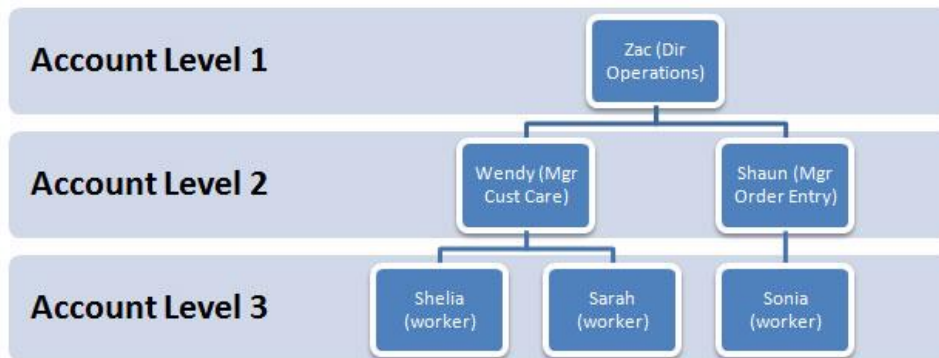 Account Level 1
Zac (Dir
Operations)
Account Level 2
Wendy (Mgr
Cust Care)
Shaun (Mgr
Order Entry)
Account Level 3
Shelia
(worker)
Sarah
(worker)
Sonia
(worker)